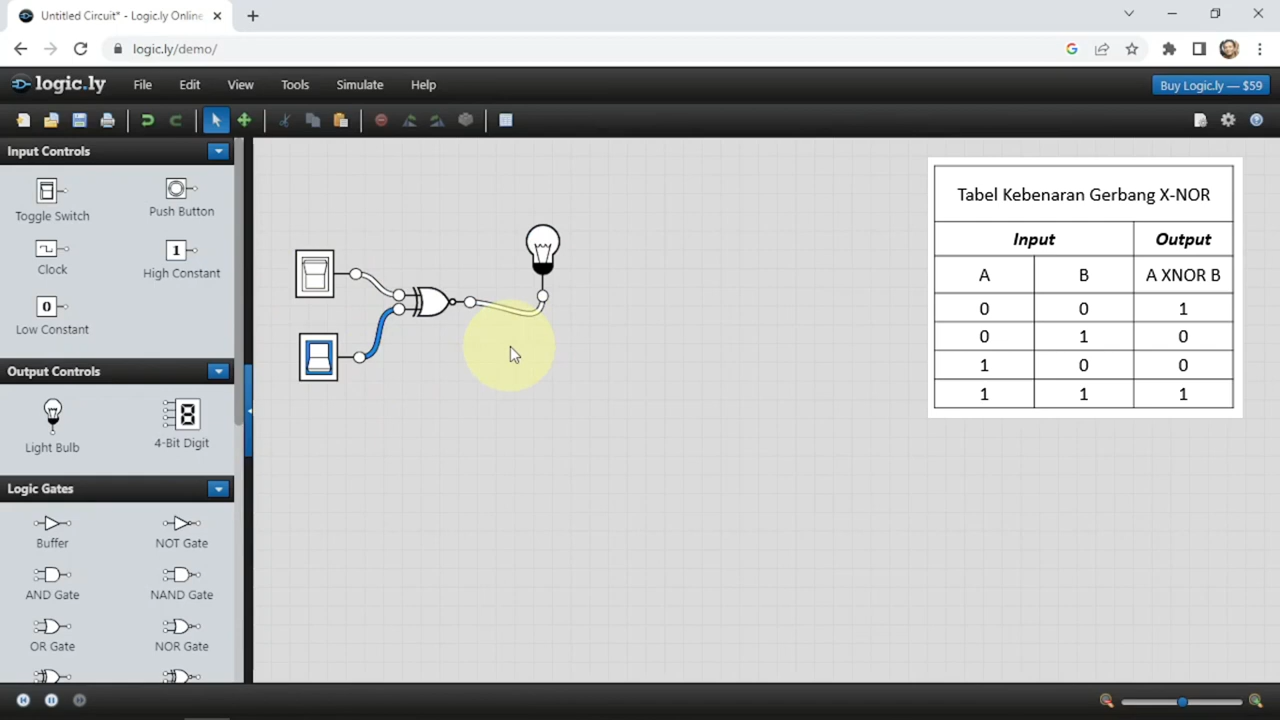 Untitled Circuit* - Logic.ly Online
logic.ly/demo/
logic.ly File Edit View Tools Simulate Help Buy Logic.ly — $59
Input Controls
Toggle Switch Push Button
Clock 1 High Constant
0 Low Constant
Output Controls
Light Bulb 8 4-Bit Digit
Logic Gates
Buffer NOT Gate
AND Gate NAND Gate
OR Gate NOR Gate
Tabel Kebenaran Gerbang X-NOR
Input Output
A B A XNOR B
0 0 1
0 1 0
1 0 0
1 1 1